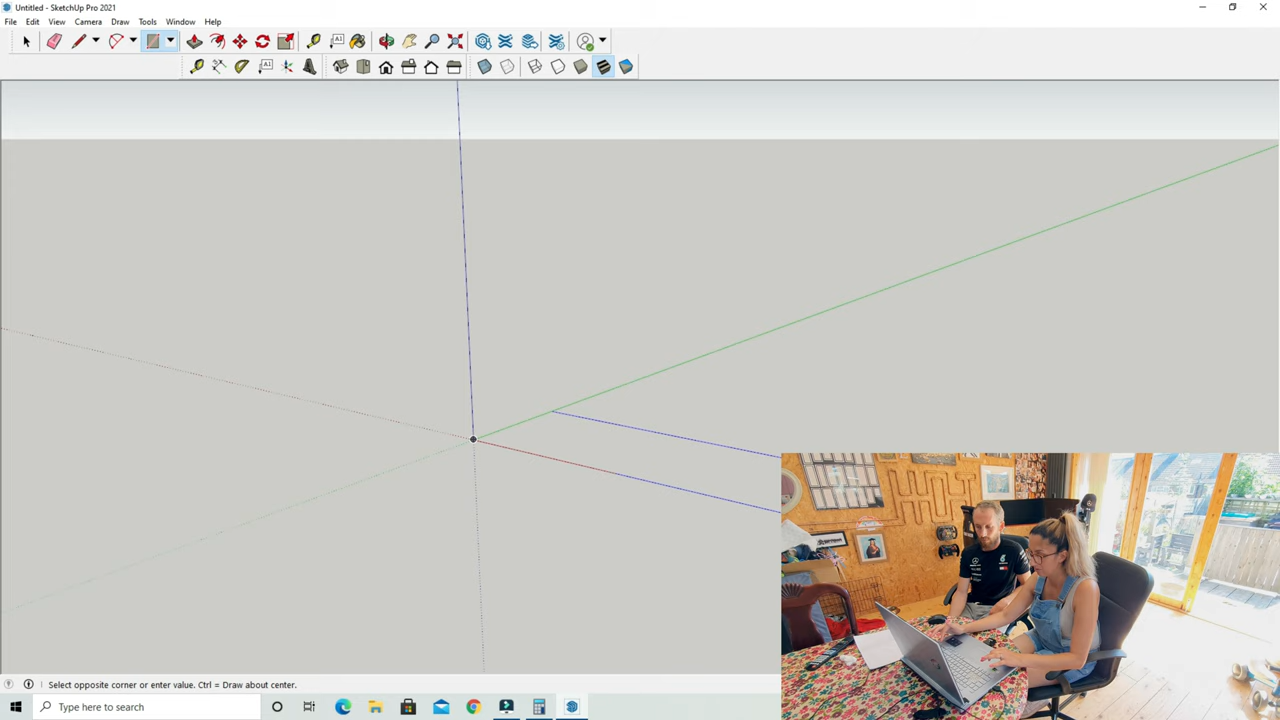 Untitled - SketchUp Pro 2021
File Edit View Camera Draw Tools Window Help
Select opposite corner or enter value. Ctrl = Draw about center.
Type here to search